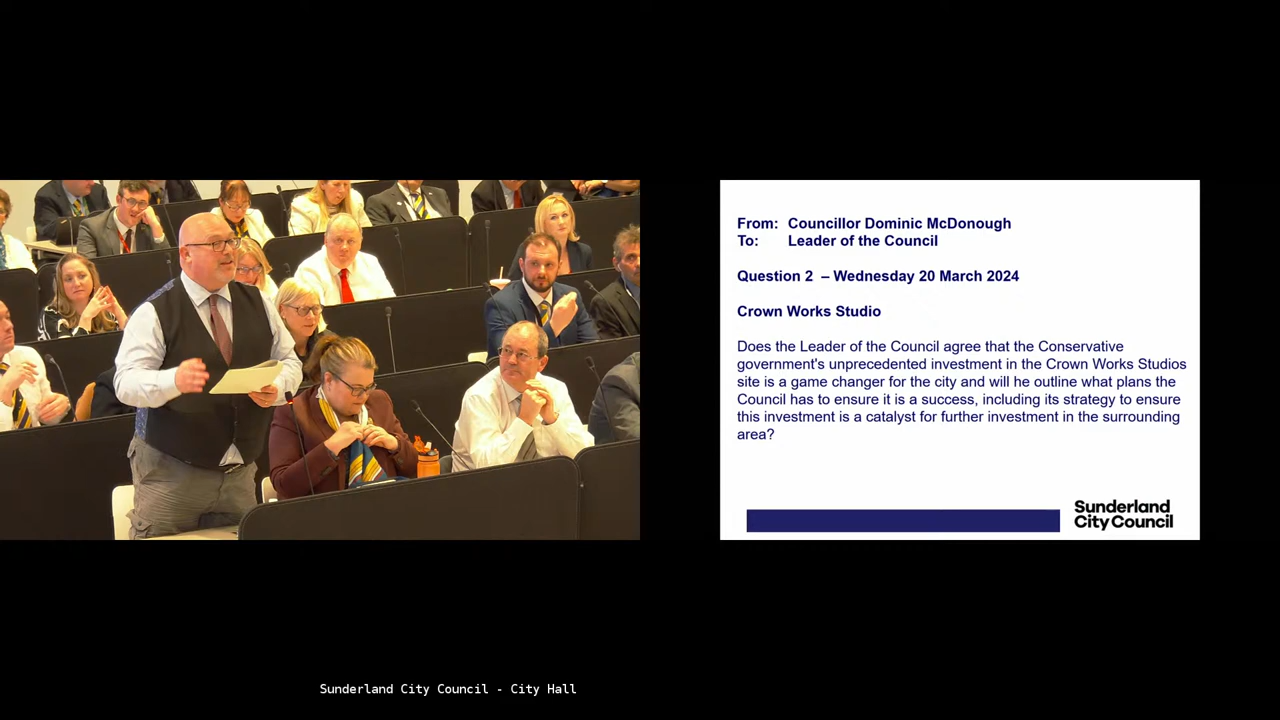 From: Councillor Dominic McDonough
To: Leader of the Council
Question 2 – Wednesday 20 March 2024
Crown Works Studio
Does the Leader of the Council agree that the Conservative
government's unprecedented investment in the Crown Works Studios
site is a game changer for the city and will he outline what plans the
Council has to ensure it is a success, including its strategy to ensure
this investment is a catalyst for further investment in the surrounding
area?
Sunderland
City Council
Sunderland City Council - City Hall